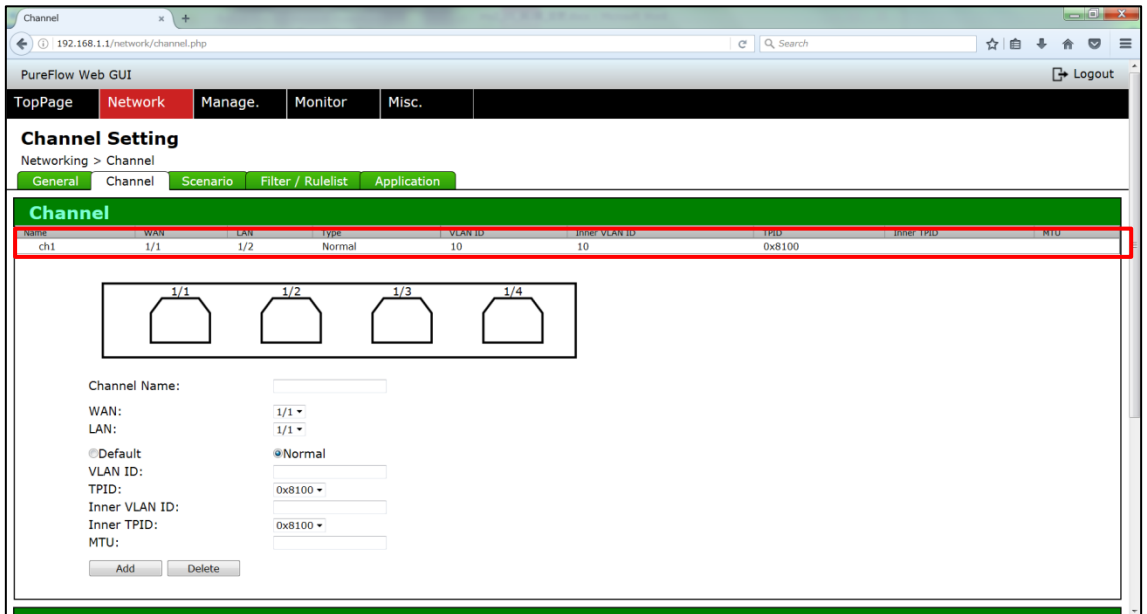 Channel
192.168.1.1/network/channel.php
Search
PureFlow Web GUI
Logout
TopPage Network Manage. Monitor Misc.
Channel Setting
Networking > Channel
General Channel Scenario Filter / Rulelist Application
Channel
Name WAN LAN Type VLAN ID Inner VLAN ID TPID Inner TPID MTU
ch1 1/1 1/2 Normal 10 10 0x8100
1/1 1/2 1/3 1/4
Channel Name:
WAN: 1/1
LAN: 1/1
Default Normal
VLAN ID:
TPID: 0x8100
Inner VLAN ID:
Inner TPID: 0x8100
MTU:
Add Delete